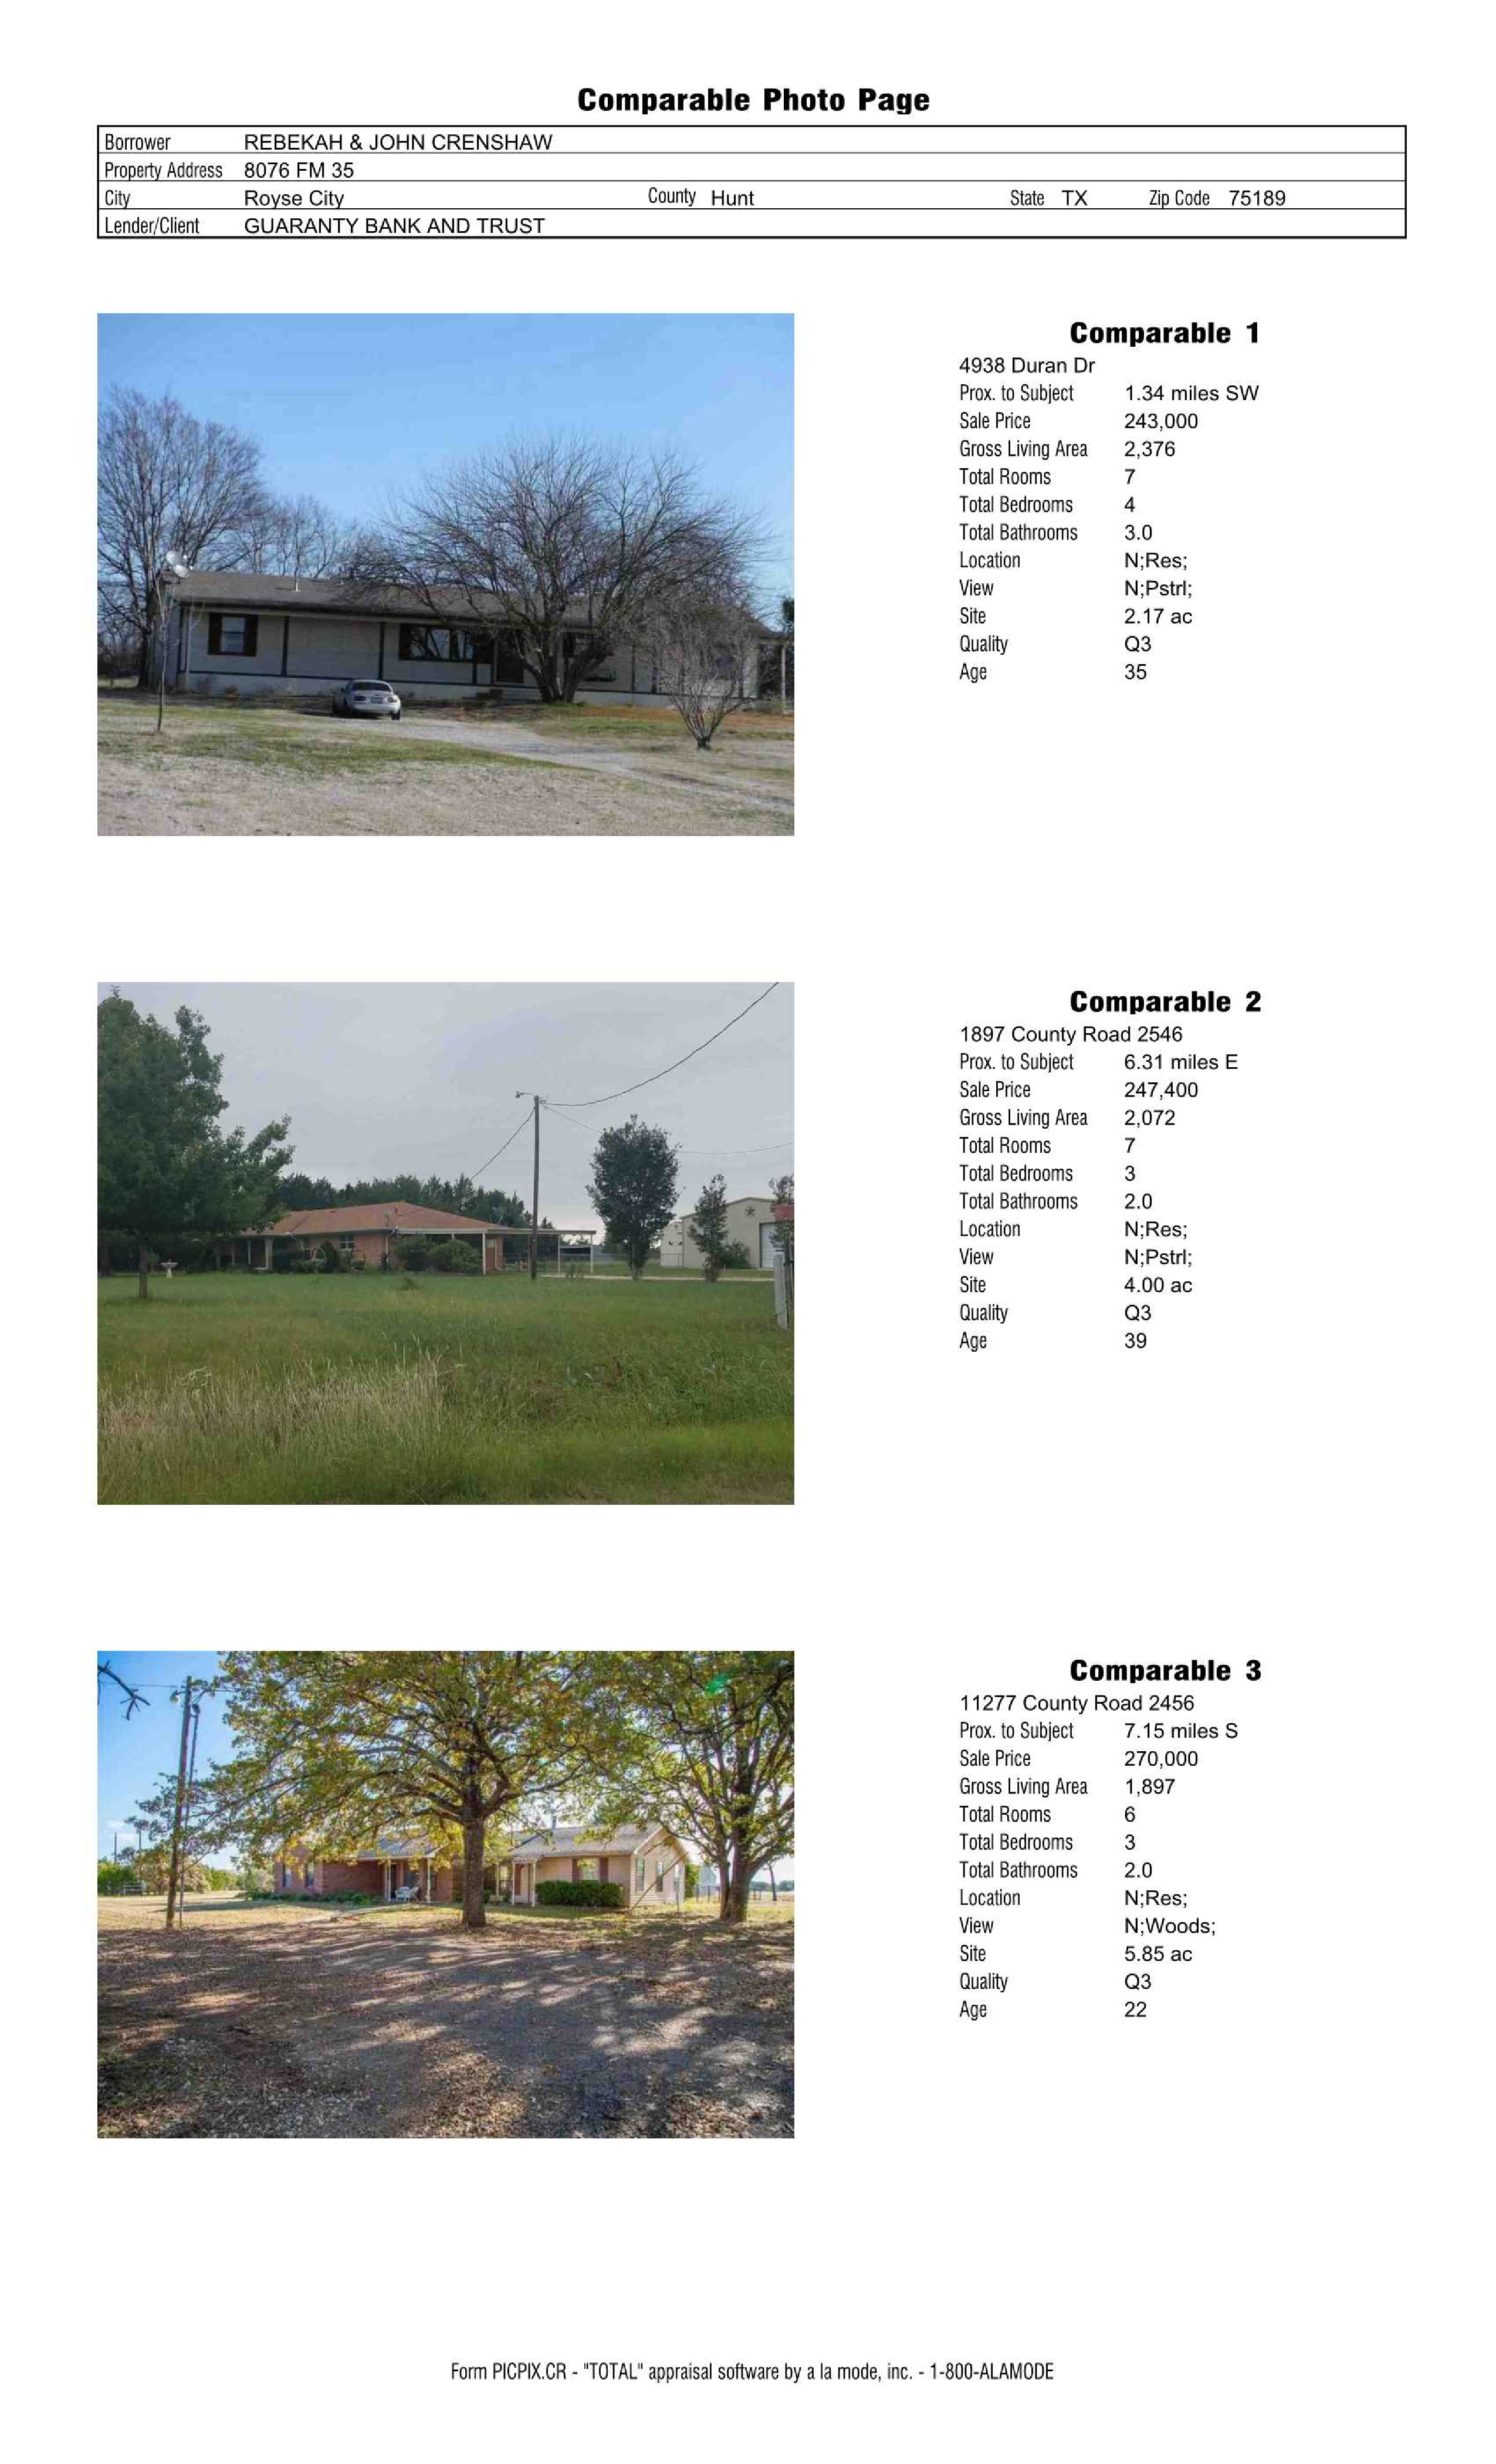 Comparable Photo Page
Borrower REBEKAH & JOHN CRENSHAW
Property Address 8076 FM 35
City Royse City County Hunt State TX Zip Code 75189
Lender/Client GUARANTY BANK AND TRUST
Comparable 1
4938 Duran Dr
Prox. to Subject 1.34 miles SW
Sale Price 243,000
Gross Living Area 2,376
Total Rooms 7
Total Bedrooms 4
Total Bathrooms 3.0
Location N;Res;
View N;Pstrl;
Site 2.17 ac
Quality Q3
Age 35
Comparable 2
1897 County Road 2546
Prox. to Subject 6.31 miles E
Sale Price 247,400
Gross Living Area 2,072
Total Rooms 7
Total Bedrooms 3
Total Bathrooms 2.0
Location N;Res;
View N;Pstrl;
Site 4.00 ac
Quality Q3
Age 39
Comparable 3
11277 County Road 2456
Prox. to Subject 7.15 miles S
Sale Price 270,000
Gross Living Area 1,897
Total Rooms 6
Total Bedrooms 3
Total Bathrooms 2.0
Location N;Res;
View N;Woods;
Site 5.85 ac
Quality Q3
Age 22
Form PICPIX.CR - "TOTAL" appraisal software by a la mode, inc. - 1-800-ALAMODE